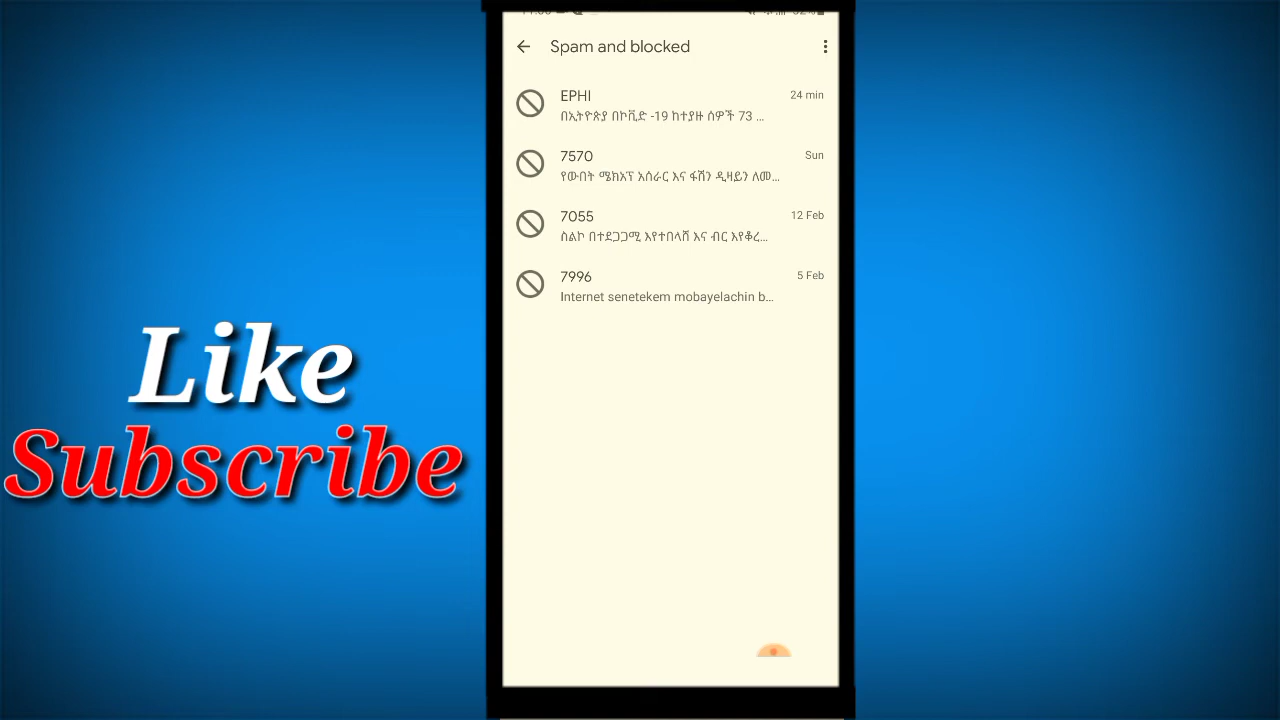 Spam and blocked
EPHI
24 min
በኢትዮጵያ በኮቪድ -19 ከተያዙ ሰዎች 73 ...
7570
Sun
የውበት ሜክአፕ አሰራር እና ፋሽን ዲዛይን ለመ...
7055
12 Feb
ስልኮ በተደጋጋሚ እየተበላሸ እና ብር እየቆረ...
7996
5 Feb
Internet senetekem mobayelachin b...
Like
Subscribe